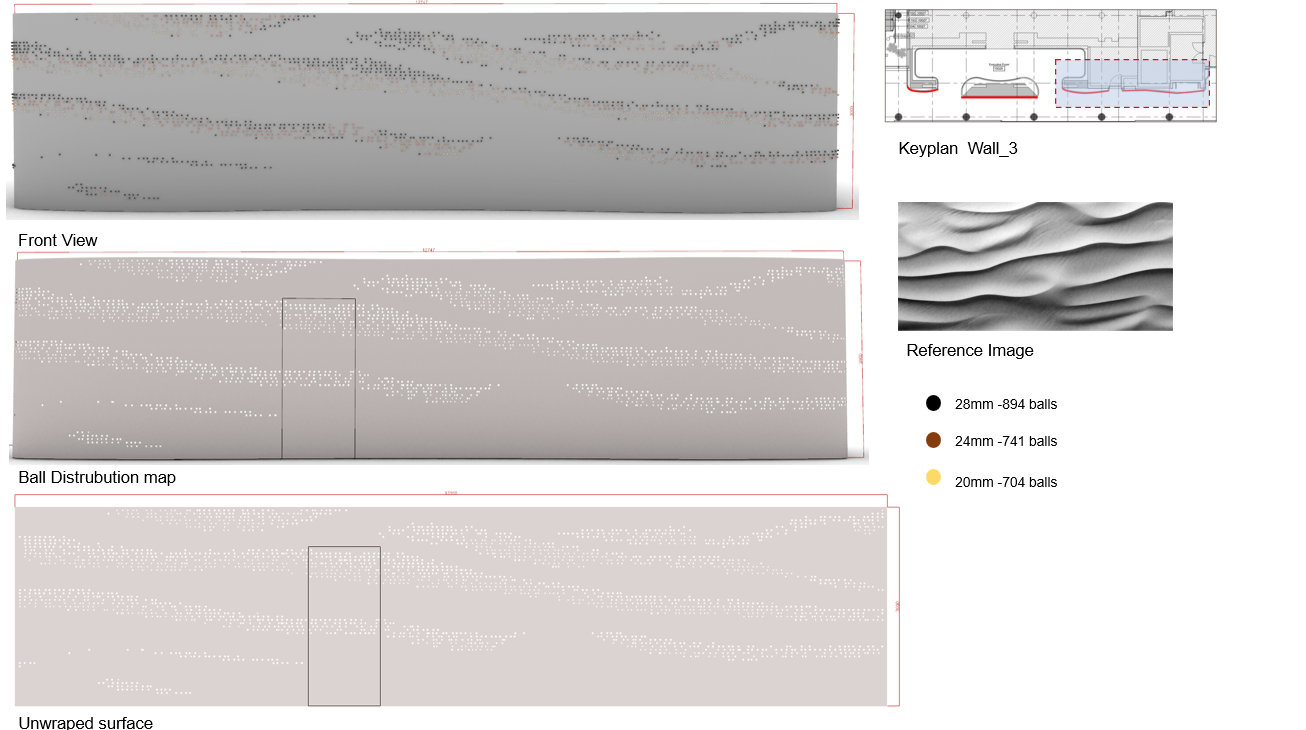 Front View
12747
Ball Distrubution map
Unwraped surface
Keyplan  Wall_3
Reference Image
28mm -894 balls
24mm -741 balls
20mm -704 balls